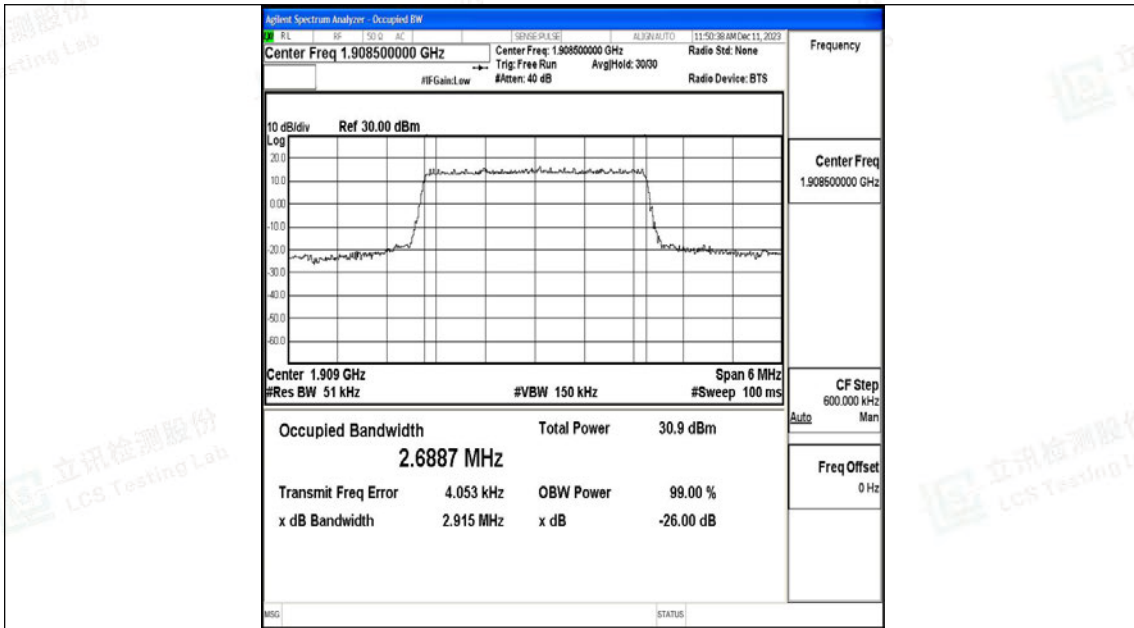 Agilent Spectrum Analyzer - Occupied BW
RL RF 50 Ω AC SENSE:PULSE ALIGNAUTO 11:50:38 AM Dec 11, 2023
Center Freq 1.908500000 GHz
Center Freq: 1.908500000 GHz
Radio Std: None
Trig: Free Run Avg|Hold: 30/30
#IFGain:Low #Atten: 40 dB Radio Device: BTS
10 dB/div Ref 30.00 dBm
Log
20.0
10.0
0.00
-10.0
-20.0
-30.0
-40.0
-50.0
-60.0
Center 1.909 GHz Span 6 MHz
#Res BW 51 kHz #VBW 150 kHz #Sweep 100 ms
Occupied Bandwidth Total Power 30.9 dBm
2.6887 MHz
Transmit Freq Error 4.053 kHz OBW Power 99.00 %
x dB Bandwidth 2.915 MHz x dB -26.00 dB
MSG STATUS
Frequency
Center Freq
1.908500000 GHz
CF Step
600.000 kHz
Auto Man
Freq Offset
0 Hz
立讯检测股份
LCS Testing Lab
立讯检测股份
LCS Testing L